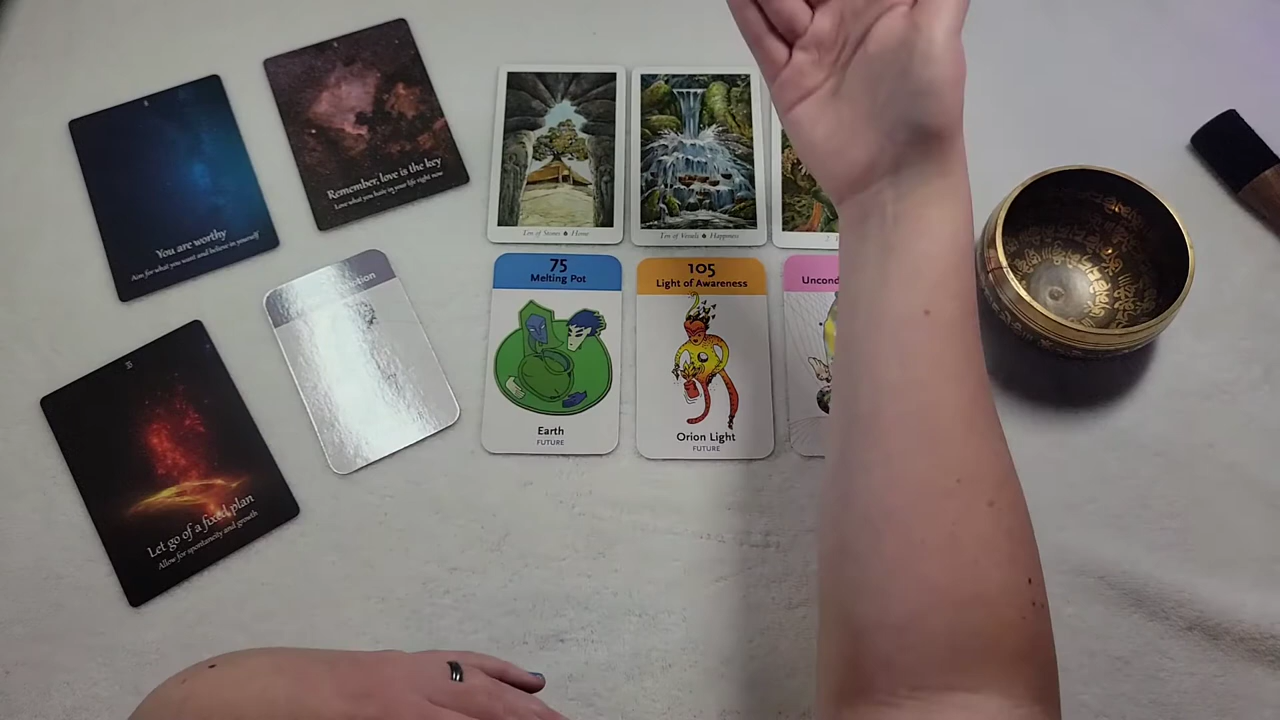 You are worthy
Aim for what you want and believe in yourself
Remember, love is the key
Love what you have in your life right now
Let go of a fixed plan
Allow for spontaneity and growth
Ten of Stones Home
Ten of Vessels Happiness
75
Melting Pot
Earth
FUTURE
105
Light of Awareness
Orion Light
FUTURE
Uncond